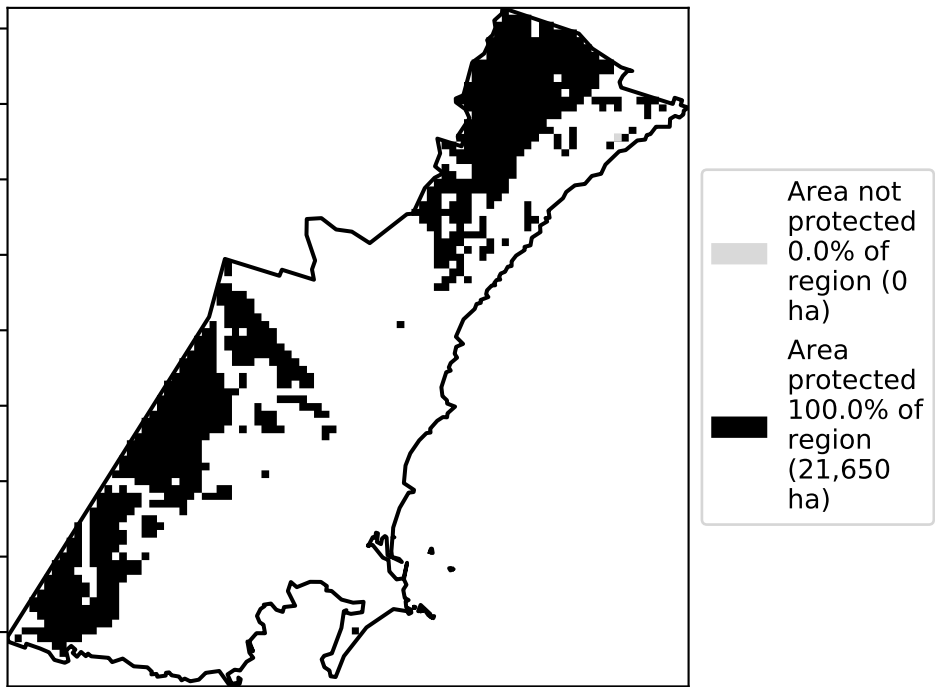 Area not
protected
0.0% of
region (0
ha)
Area
protected
100.0% of
region
(21,650
ha)